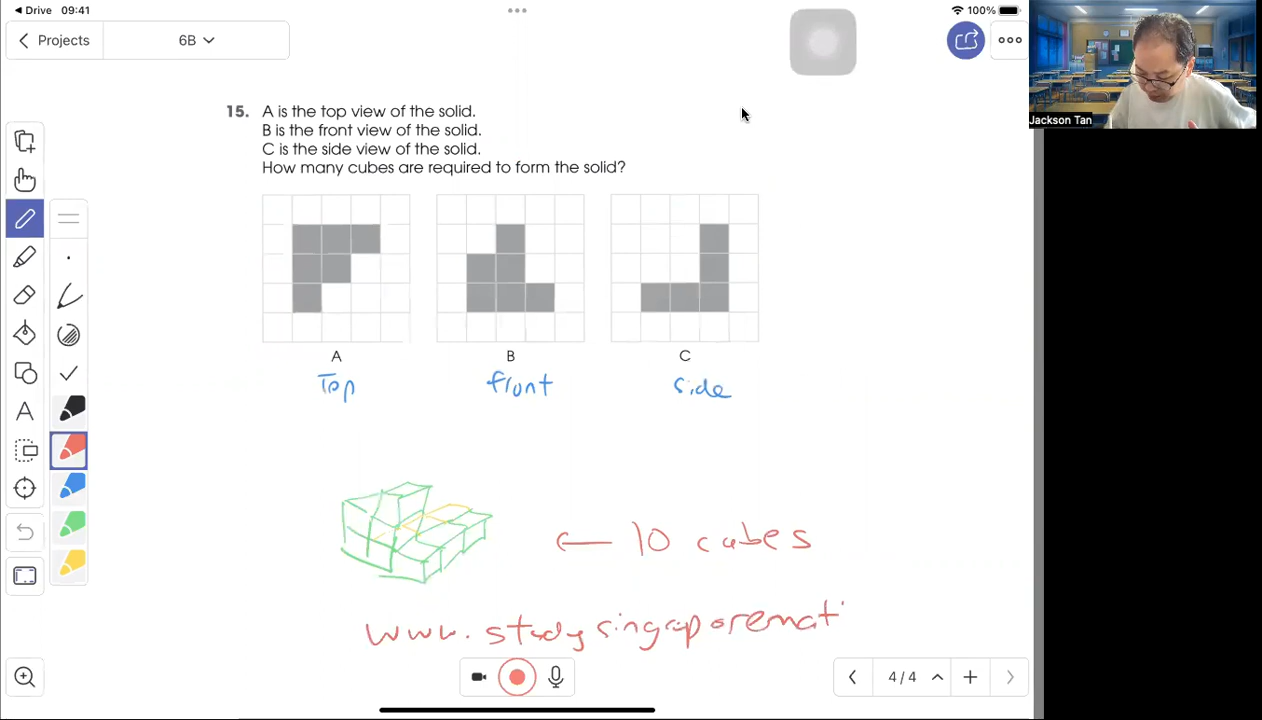 Drive 09:41
100%
Projects
6B
Jackson Tan
15. A is the top view of the solid.
B is the front view of the solid.
C is the side view of the solid.
How many cubes are required to form the solid?
A B C
Top front side
A
← 10 cubes
www.studysingaporemat
4/4